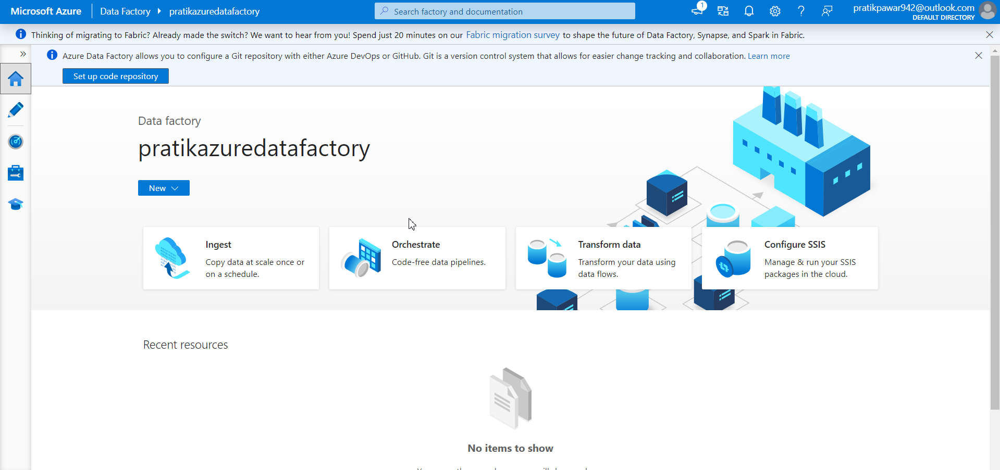 Microsoft Azure
Data Factory
pratikazuredatafactory
Search factory and documentation
1
pratikpawar942@outlook.com
DEFAULT DIRECTORY
Thinking of migrating to Fabric? Already made the switch? We want to hear from you! Spend just 20 minutes on our Fabric migration survey to shape the future of Data Factory, Synapse, and Spark in Fabric.
Azure Data Factory allows you to configure a Git repository with either Azure DevOps or GitHub. Git is a version control system that allows for easier change tracking and collaboration. Learn more
Set up code repository
Data factory
pratikazuredatafactory
New
Ingest
Copy data at scale once or
on a schedule.
Orchestrate
Code-free data pipelines.
Transform data
Transform your data using
data flows.
Configure SSIS
Manage & run your SSIS
packages in the cloud.
Recent resources
No items to show